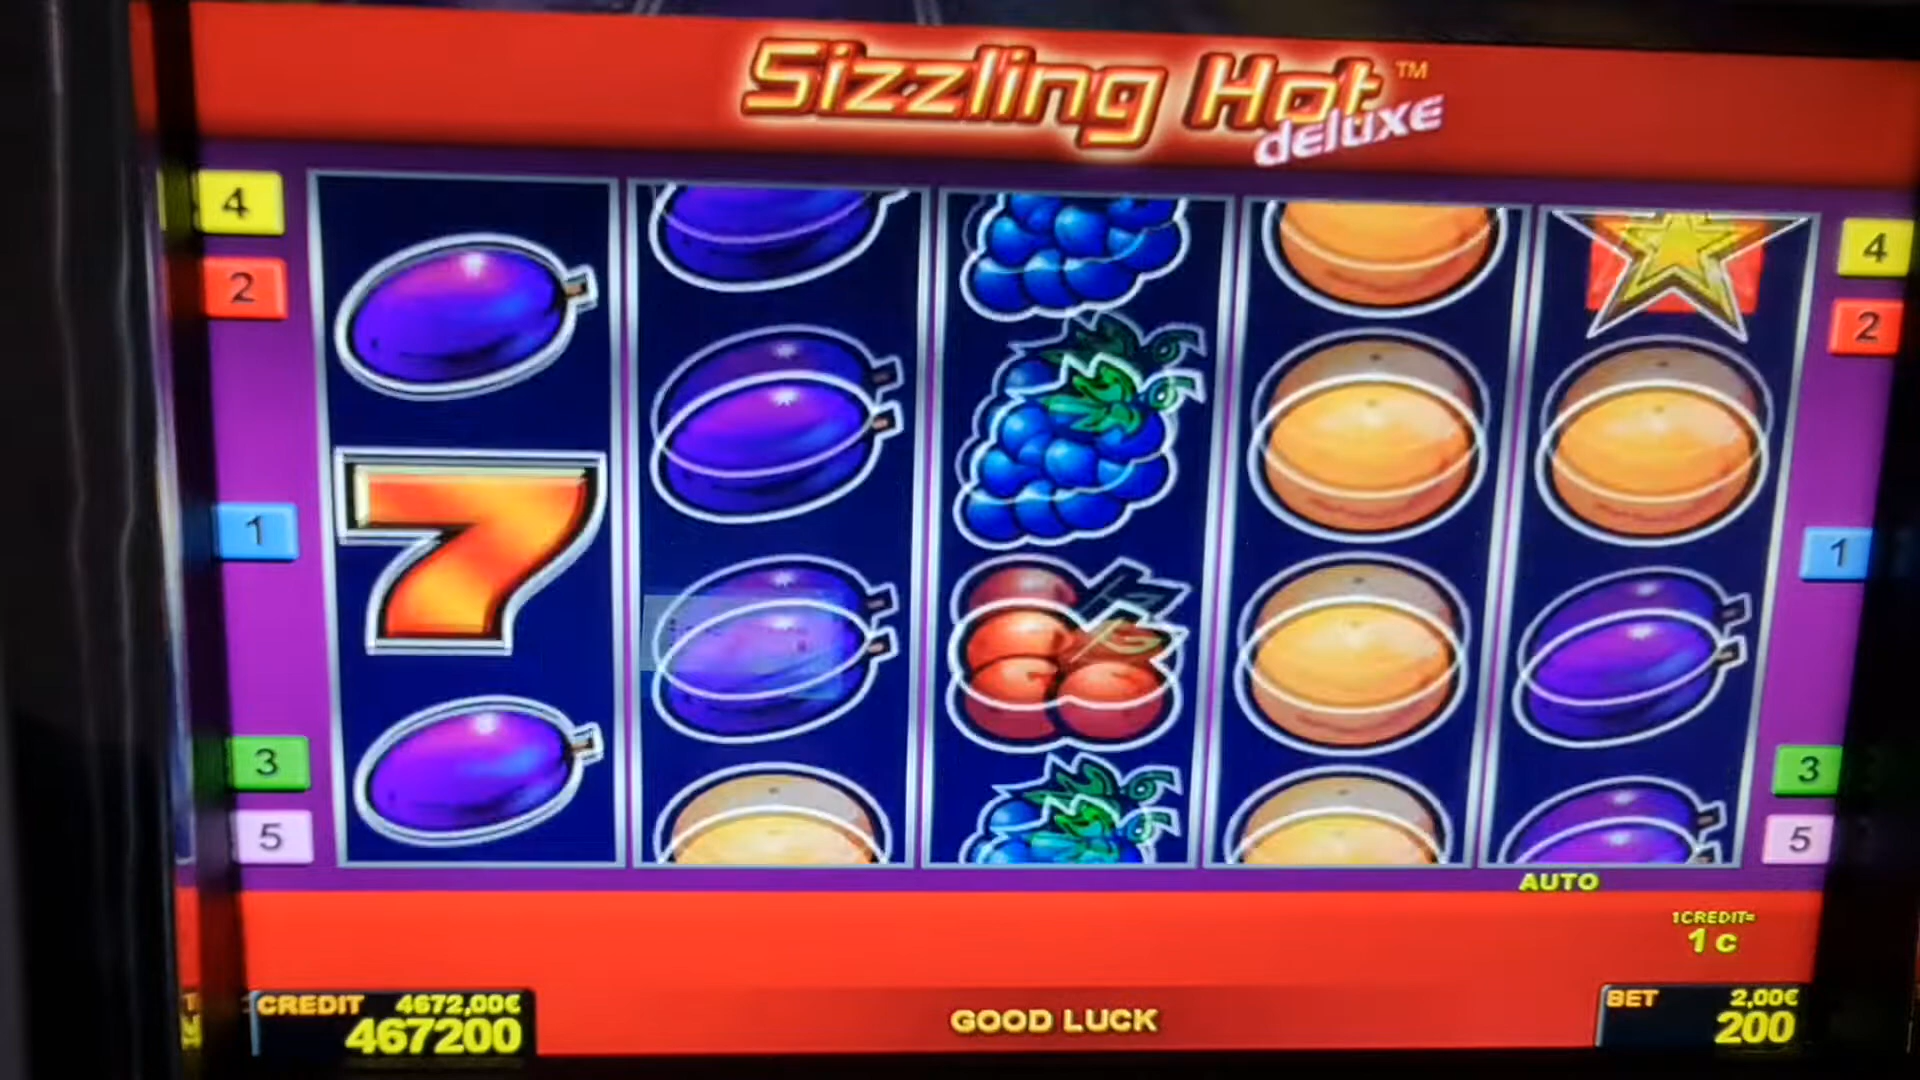 Sizzling Hot™
deluxe
4
4
2
2
7
1
1
3
3
5
5
AUTO
1CREDIT=
1 c
CREDIT 4672,00€
467200
GOOD LUCK
BET 2,00€
200